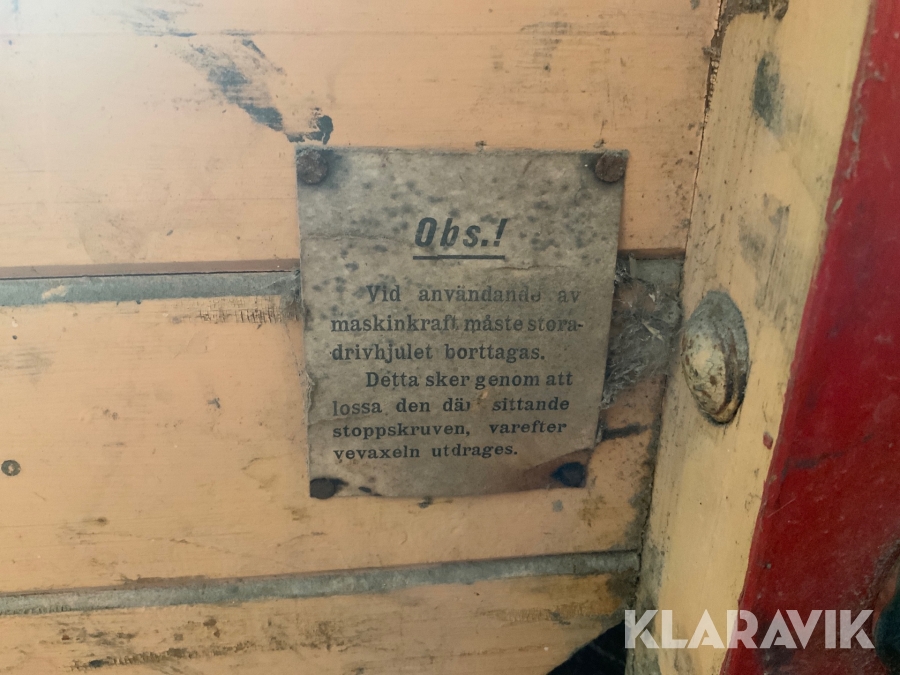 Obs.!
Vid användande av
maskinkraft måste stora-
drivhjulet borttagas.
Detta sker genom att
lossa den där sittande
stoppskruven, varefter
vevaxeln utdrages.
KLARAVIK